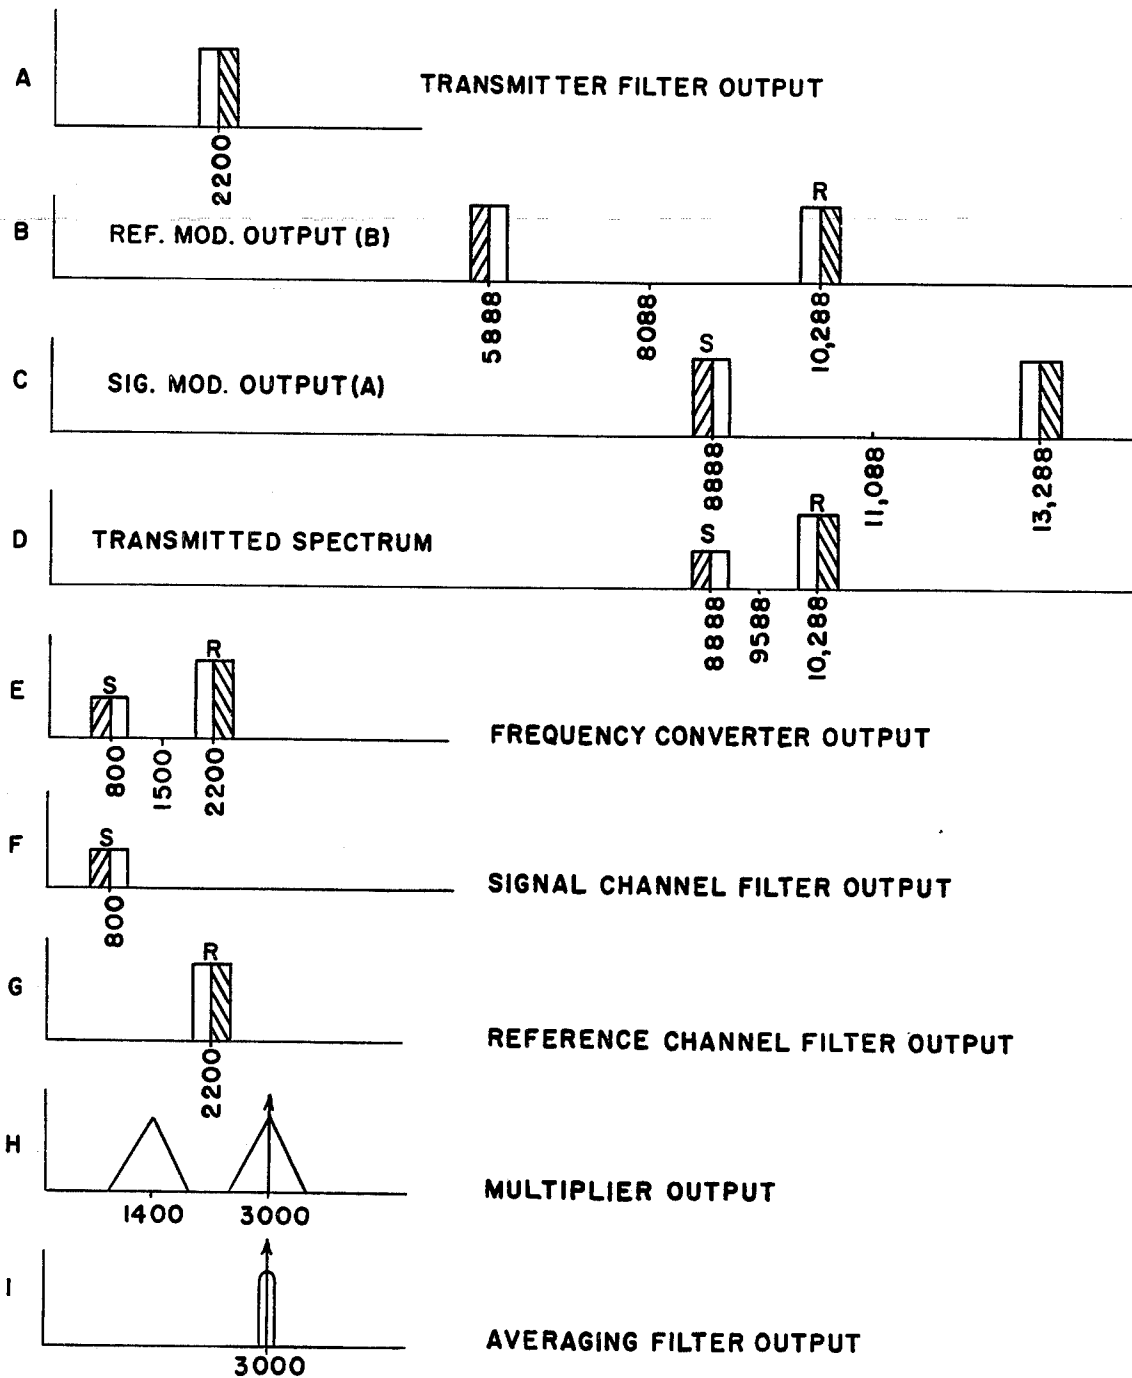 A
TRANSMITTER FILTER OUTPUT
2200
B
REF. MOD. OUTPUT (B)
R
5888
8088
10,288
C
SIG. MOD. OUTPUT (A)
S
8888
11,088
13,288
D
TRANSMITTED SPECTRUM
S
R
8888
9588
10,288
E
S
R
FREQUENCY CONVERTER OUTPUT
800
1500
2200
F
S
SIGNAL CHANNEL FILTER OUTPUT
800
G
R
REFERENCE CHANNEL FILTER OUTPUT
2200
H
MULTIPLIER OUTPUT
1400
3000
I
AVERAGING FILTER OUTPUT
3000